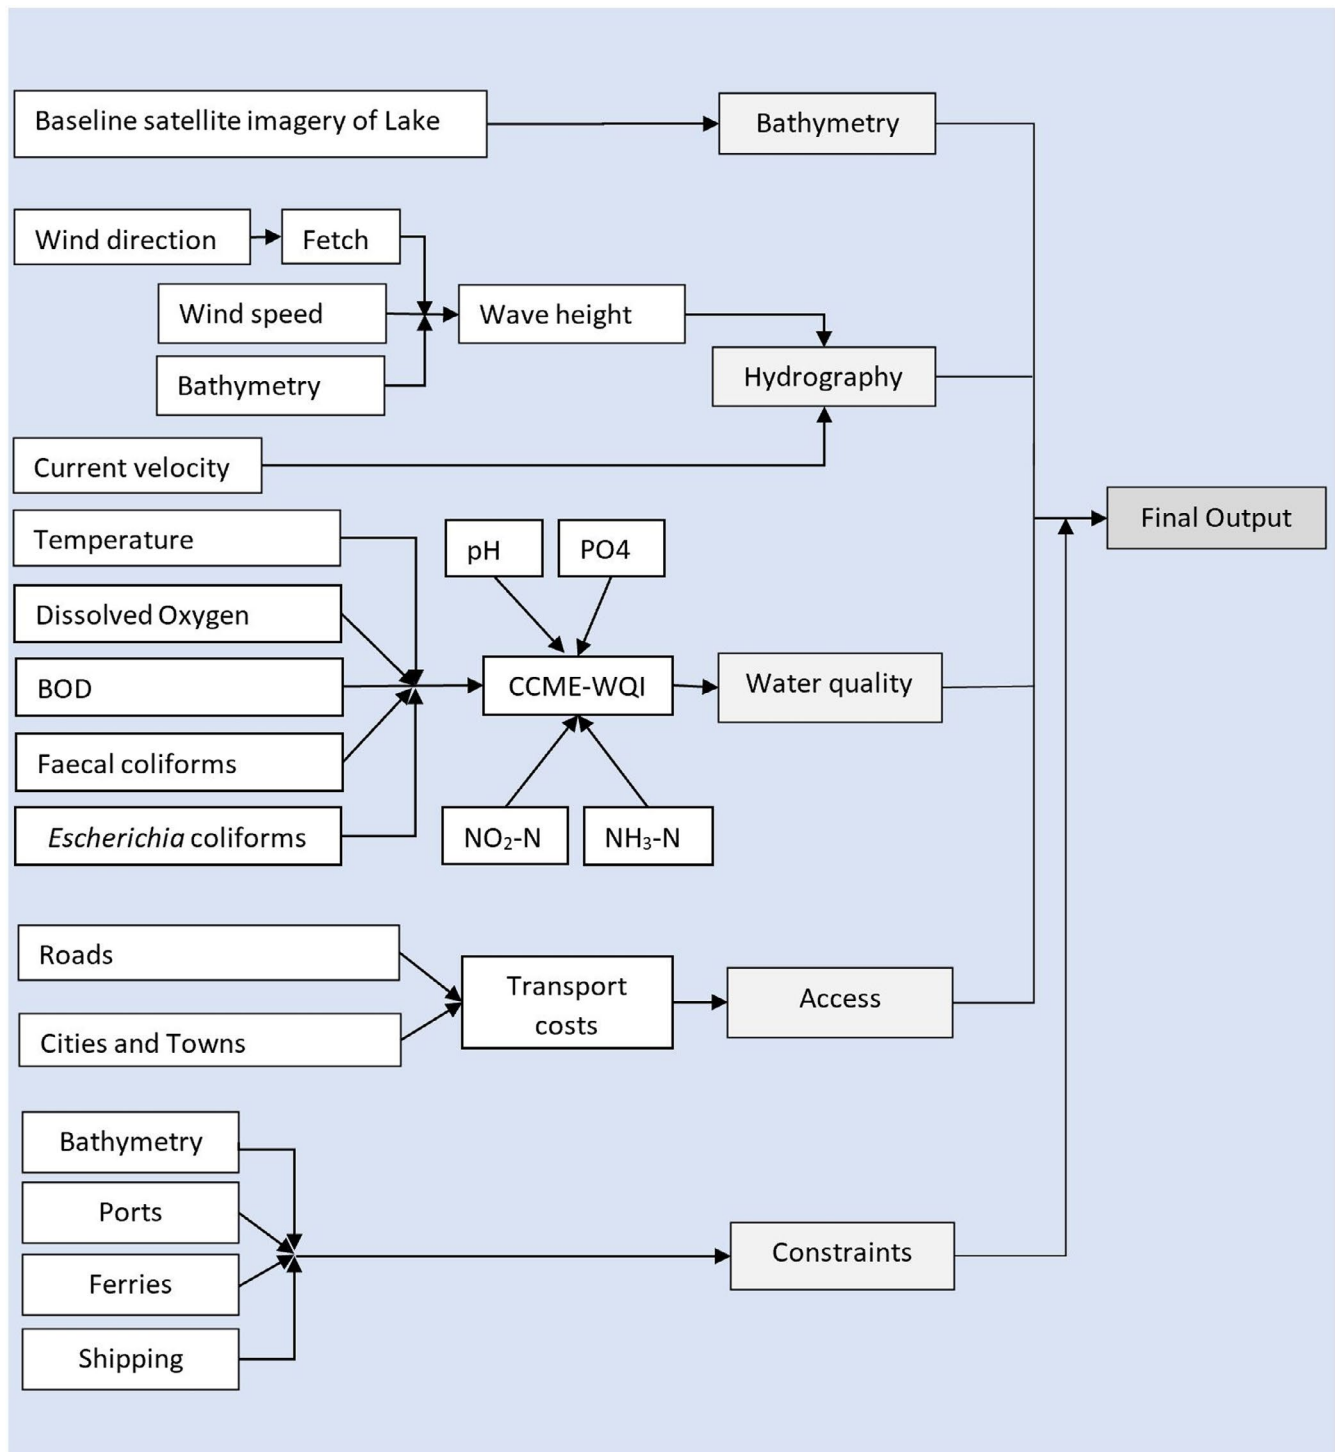 Baseline satellite imagery of Lake
Bathymetry
Wind direction
Fetch
Wind speed
Wave height
Bathymetry
Hydrography
Current velocity
Final Output
Temperature
pH
PO4
Dissolved Oxygen
BOD
CCME-WQI
Water quality
Faecal coliforms
Escherichia coliforms
NO₂-N
NH₃-N
Roads
Transport
costs
Access
Cities and Towns
Bathymetry
Ports
Constraints
Ferries
Shipping